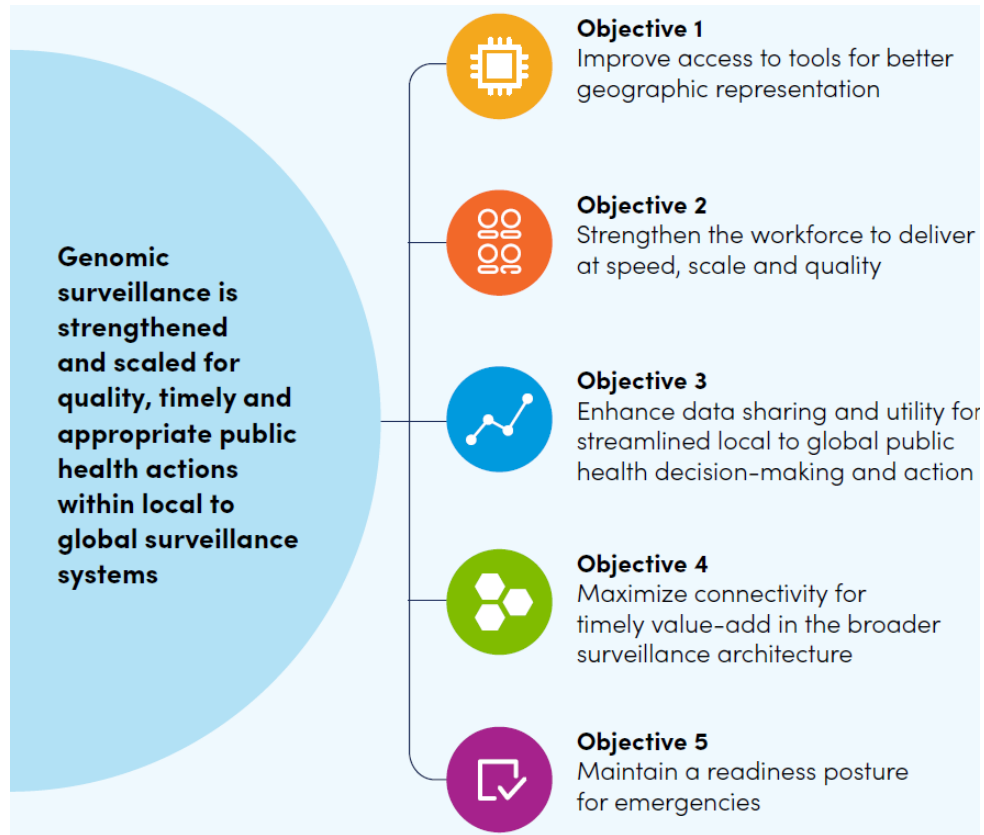 Genomic
surveillance is
strengthened
and scaled for
quality, timely and
appropriate public
health actions
within local to
global surveillance
systems
Objective 1
Improve access to tools for better
geographic representation
Objective 2
Strengthen the workforce to deliver
at speed, scale and quality
Objective 3
Enhance data sharing and utility for
streamlined local to global public
health decision-making and action
Objective 4
Maximize connectivity for
timely value-add in the broader
surveillance architecture
Objective 5
Maintain a readiness posture
for emergencies